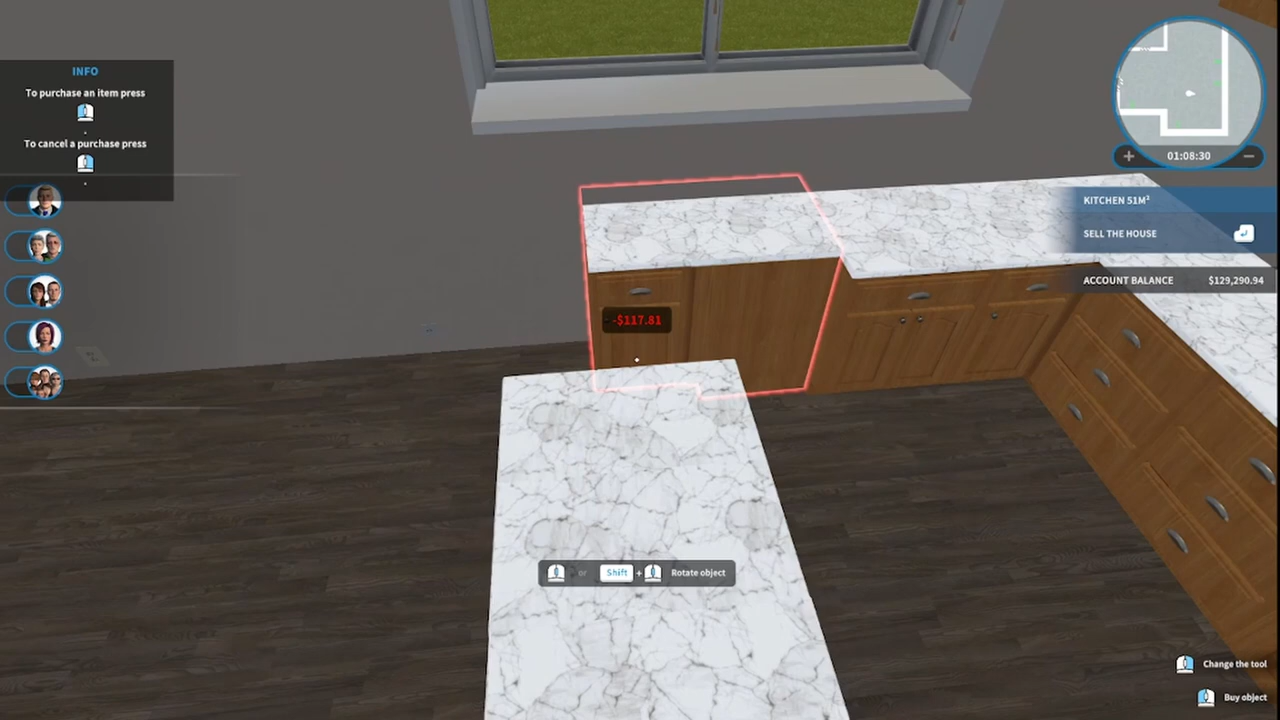 INFO
To purchase an item press
To cancel a purchase press
01:08:30
KITCHEN 51M²
SELL THE HOUSE
ACCOUNT BALANCE $129,290.94
-$117.81
or Shift + Rotate object
Change the tool
Buy object